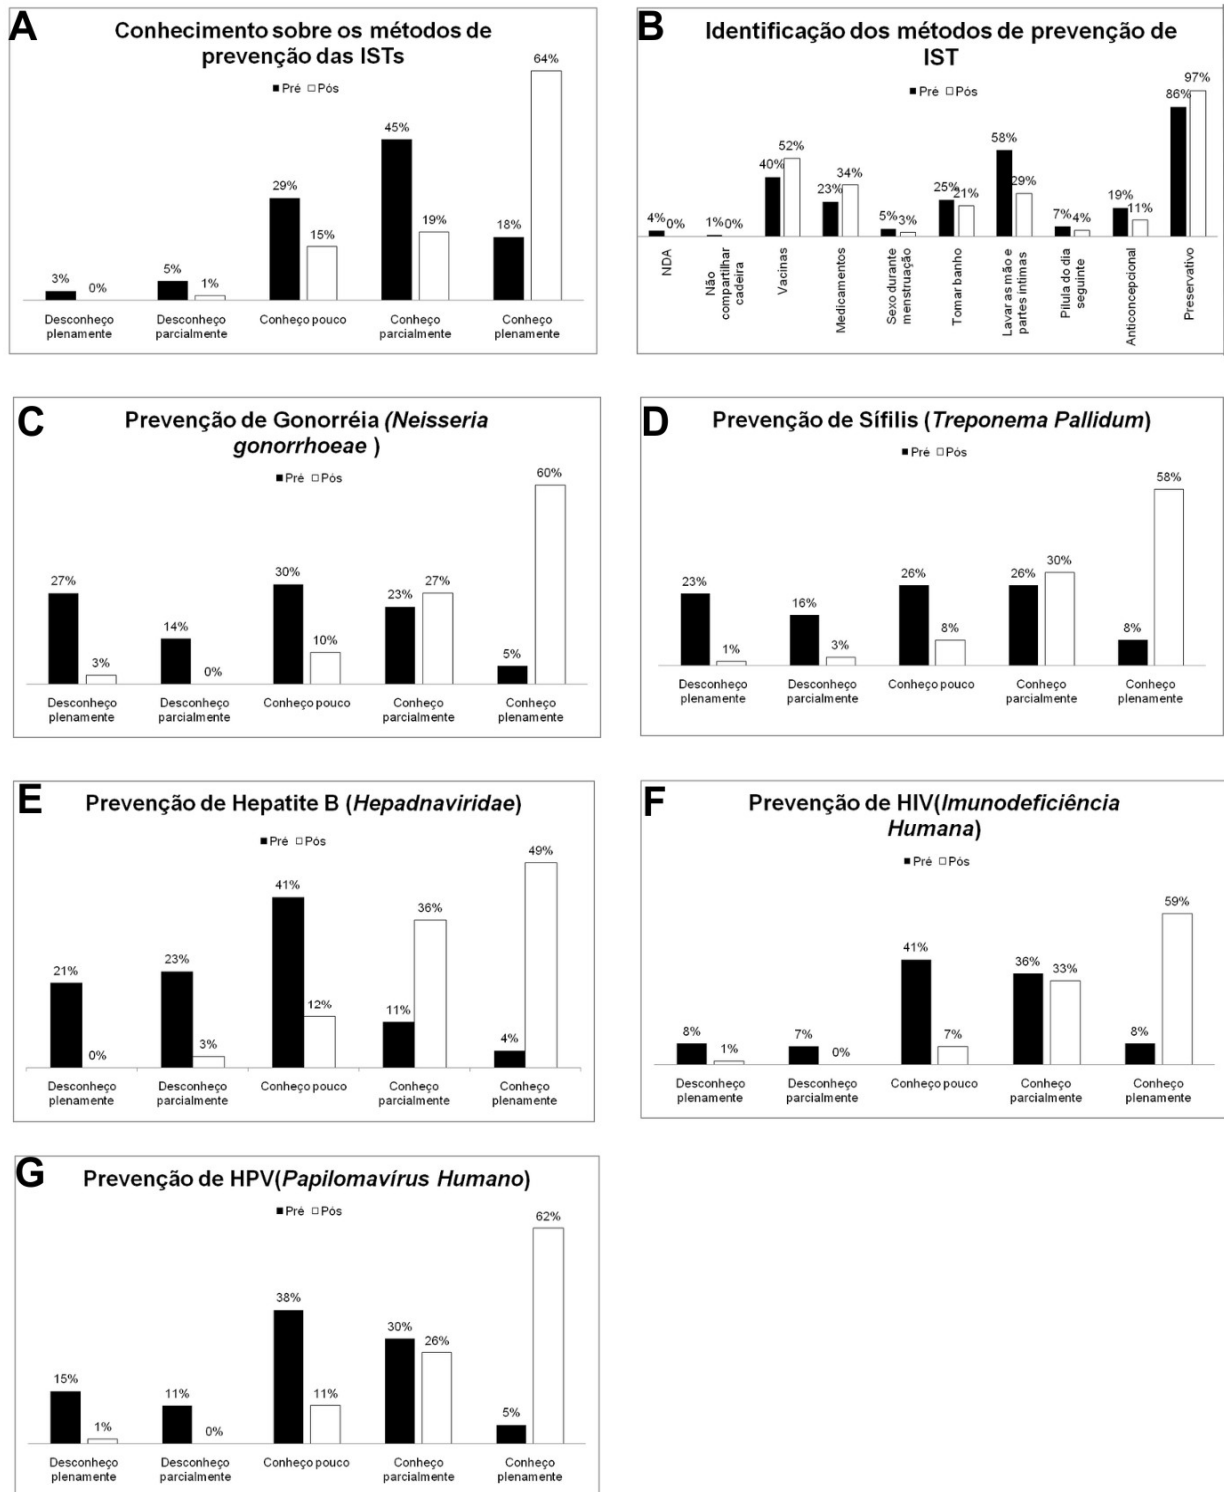 A
Conhecimento sobre os métodos de
prevenção das ISTs
■ Pré □ Pós
3% 0% 5% 1% 29% 15% 45% 19% 18% 64%
Desconheço
plenamente
Desconheço
parcialmente
Conheço pouco
Conheço
parcialmente
Conheço
plenamente
B
Identificação dos métodos de prevenção de
IST
■ Pré □ Pós
4% 0% 1% 0% 40% 52% 23% 34% 5% 3% 25% 21% 58% 29% 7% 4% 19% 11% 86% 97%
NDA
Não
compartilhar
cadeira
Vacinas
Medicamentos
Sexo durante
menstruação
Tomar banho
Lavar as mão e
partes intimas
Pilula do dia
seguinte
Anticoncepcional
Preservativo
C
Prevenção de Gonorréia (Neisseria
gonorrhoeae )
■ Pré □ Pós
27% 3% 14% 0% 30% 10% 23% 27% 5% 60%
Desconheço
plenamente
Desconheço
parcialmente
Conheço pouco
Conheço
parcialmente
Conheço
plenamente
D
Prevenção de Sífilis (Treponema Pallidum)
■ Pré □ Pós
23% 1% 16% 3% 26% 8% 26% 30% 8% 58%
Desconheço
plenamente
Desconheço
parcialmente
Conheço pouco
Conheço
parcialmente
Conheço
plenamente
E
Prevenção de Hepatite B (Hepadnaviridae)
■ Pré □ Pós
21% 0% 23% 3% 41% 12% 11% 36% 4% 49%
Desconheço
plenamente
Desconheço
parcialmente
Conheço pouco
Conheço
parcialmente
Conheço
plenamente
F
Prevenção de HIV(Imunodeficiência
Humana)
■ Pré □ Pós
8% 1% 7% 0% 41% 7% 36% 33% 8% 59%
Desconheço
plenamente
Desconheço
parcialmente
Conheço pouco
Conheço
parcialmente
Conheço
plenamente
G
Prevenção de HPV(Papilomavírus Humano)
■ Pré □ Pós
15% 1% 11% 0% 38% 11% 30% 26% 5% 62%
Desconheço
plenamente
Desconheço
parcialmente
Conheço pouco
Conheço
parcialmente
Conheço
plenamente